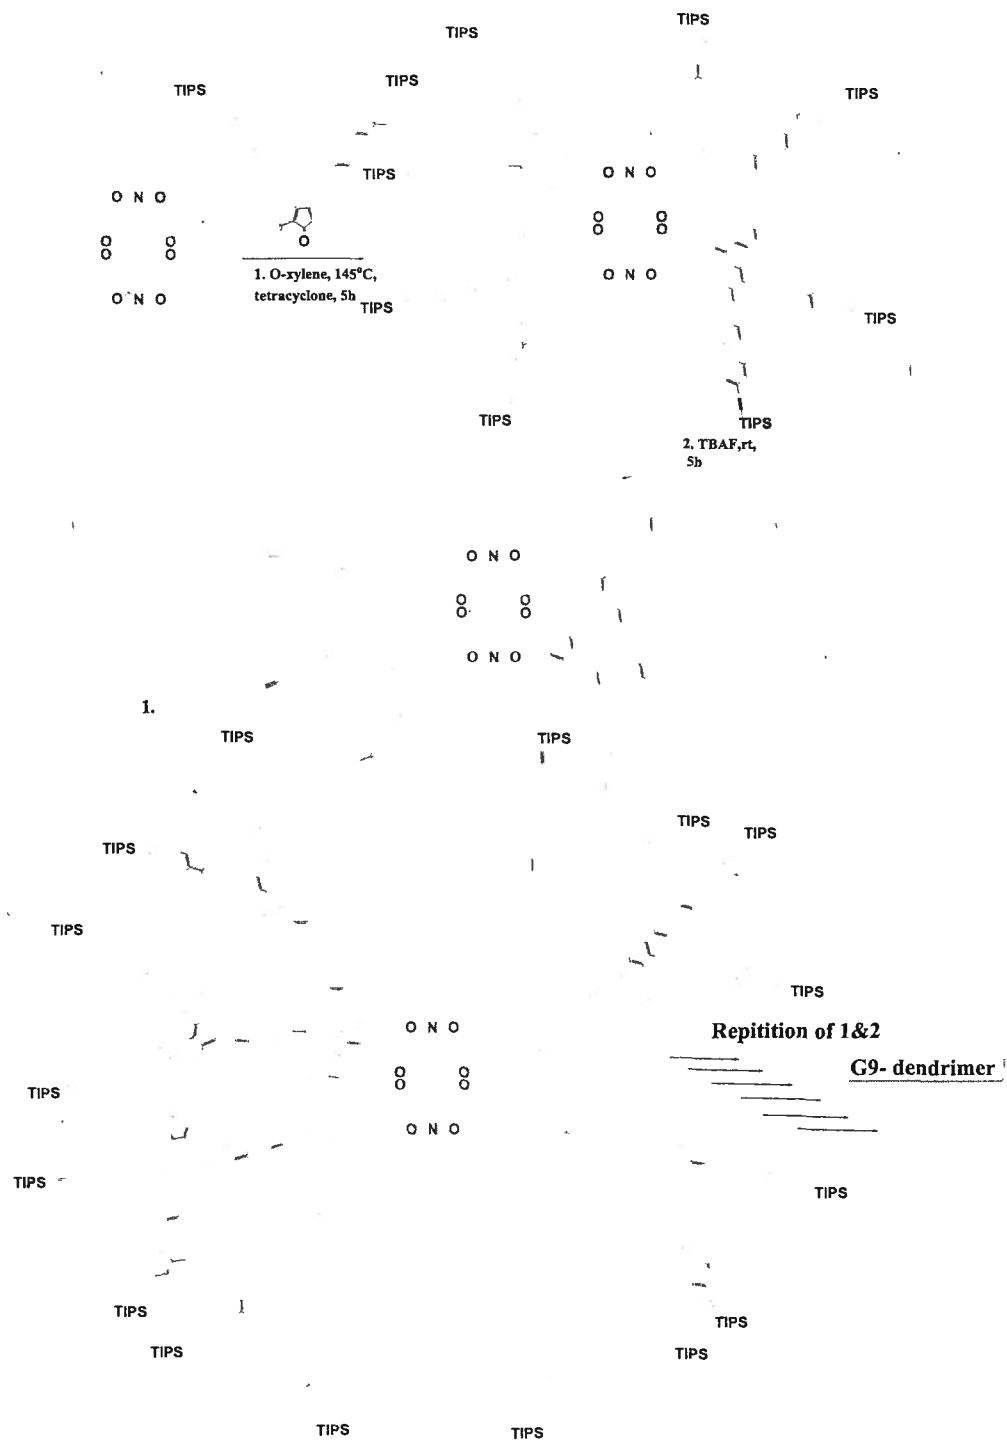 TIPS
TIPS
TIPS
TIPS
TIPS
TIPS
O N O
O N O
O
O
O
O
O
O
O
O
O
O
1. O-xylene, 145°C,
tetracyclone, 5h
TIPS
TIPS
O N O
O N O
TIPS
TIPS
2. TBAF,rt,
5h
O N O
O
O
O
O
O N O
1.
TIPS
TIPS
TIPS
TIPS
TIPS
TIPS
TIPS
O N O
Repitition of 1&2
O
O
O
O
G9- dendrimer
TIPS
O N O
TIPS
TIPS
TIPS
TIPS
TIPS
TIPS
TIPS
TIPS